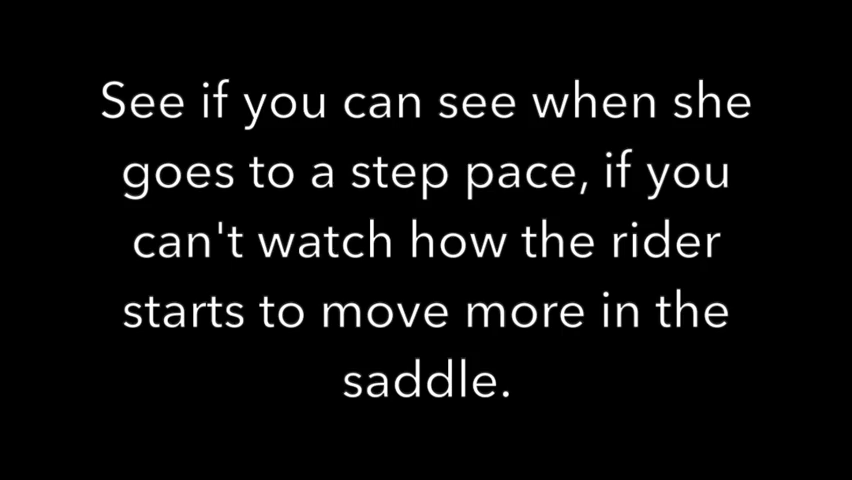 See if you can see when she
goes to a step pace, if you
can't watch how the rider
starts to move more in the
saddle.